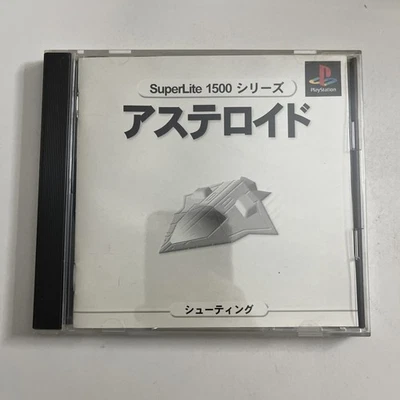 SuperLite 1500 シリーズ
PlayStation
アステロイド
シューティング